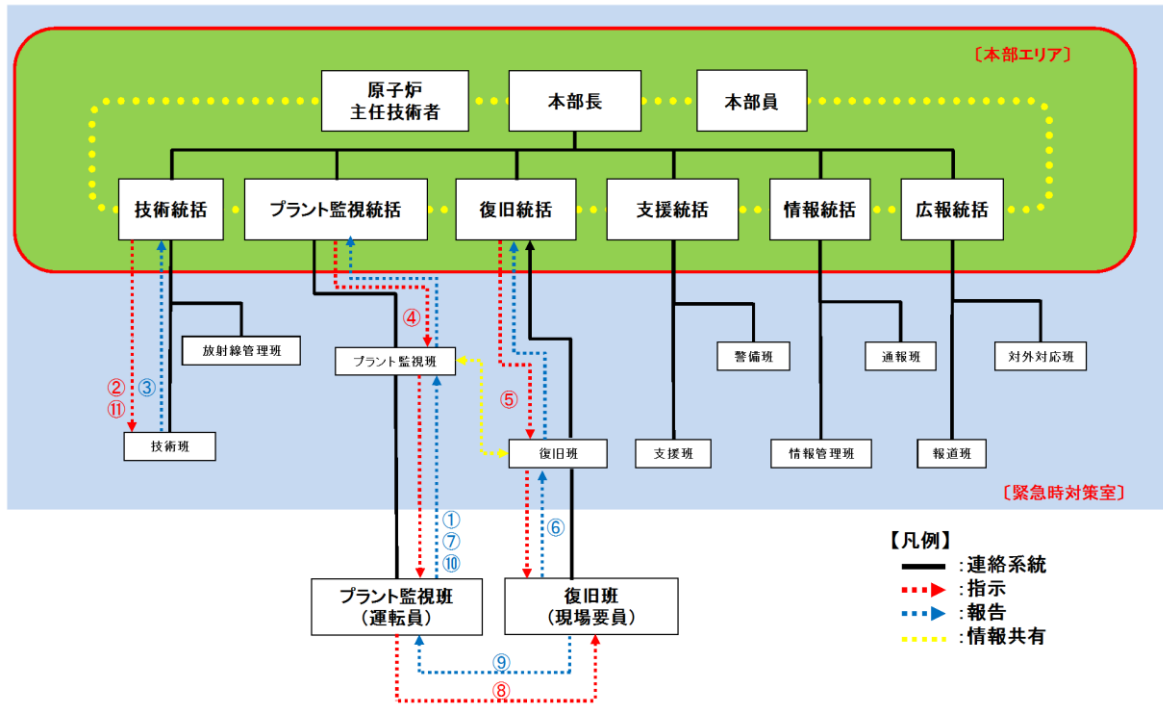 〔本部エリア〕
原子炉
主任技術者
本部長
本部員
技術統括
プラント監視統括
復旧統括
支援統括
情報統括
広報統括
④
放射線管理班
プラント監視班
警備班
通報班
対外対応班
②
⑪
③
⑤
技術班
復旧班
支援班
情報管理班
報道班
〔緊急時対策室〕
①
⑦
⑩
⑥
プラント監視班
（運転員）
復旧班
（現場要員）
⑨
⑧
【凡例】
：連絡系統
：指示
：報告
：情報共有